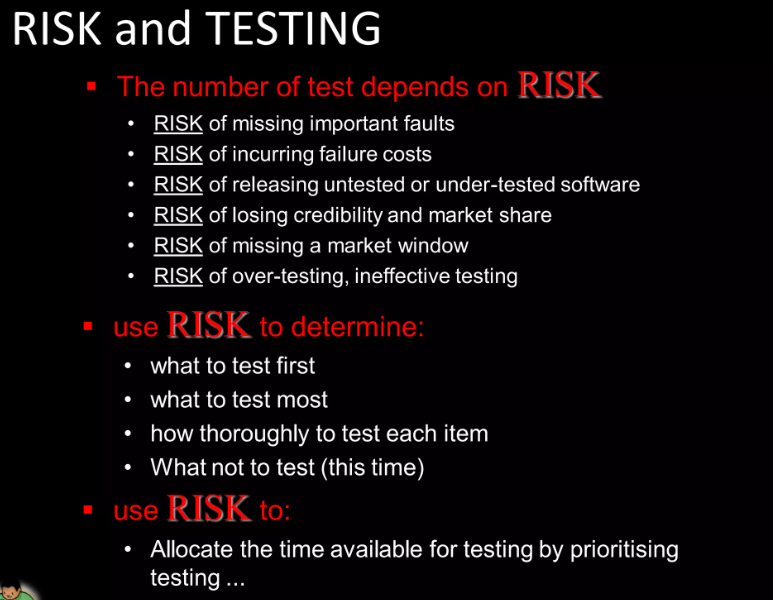 RISK and TESTING
The number of test depends on RISK
RISK of missing important faults
RISK of incurring failure costs
RISK of releasing untested or under-tested software
RISK of losing credibility and market share
RISK of missing a market window
RISK of over-testing, ineffective testing
use RISK to determine:
what to test first
what to test most
how thoroughly to test each item
What not to test (this time)
use RISK to:
Allocate the time available for testing by prioritising
testing ...